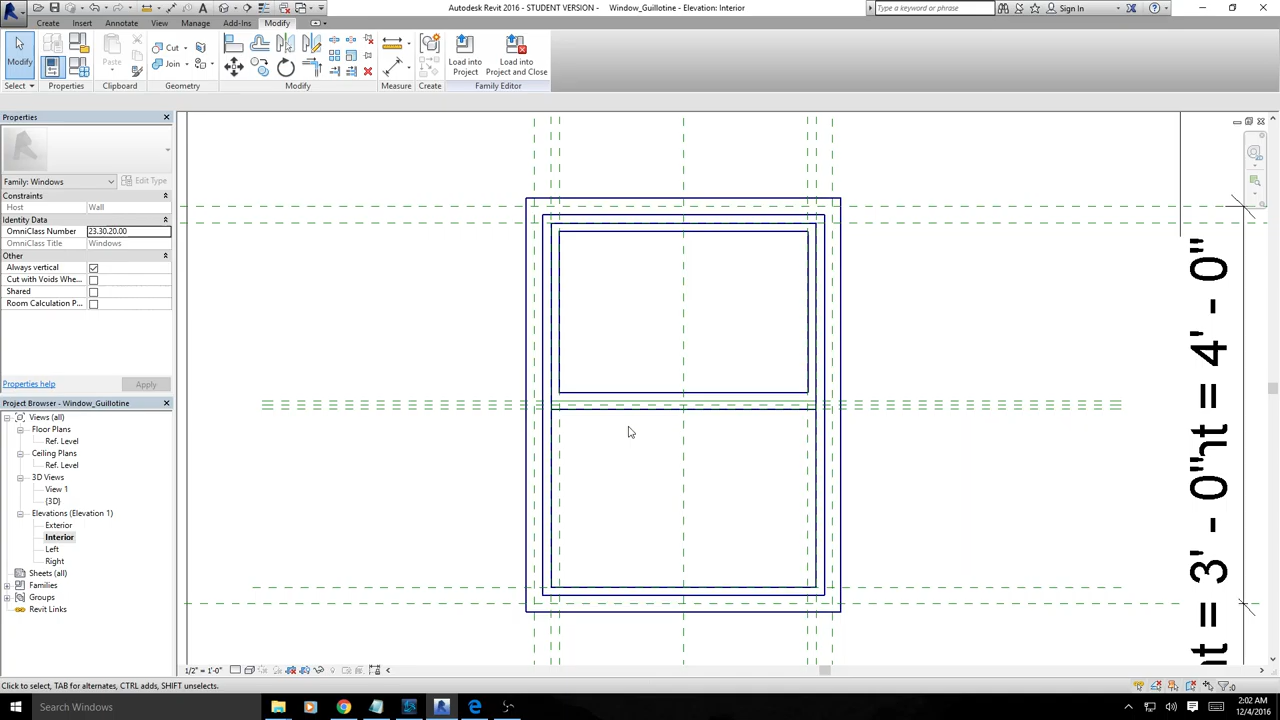 Autodesk Revit 2016 - STUDENT VERSION - Window_Guillotine - Elevation: Interior
Type a keyword or phrase
Sign In
Create Insert Annotate View Manage Add-Ins Modify
Modify
Paste
Cut
Join
Load into Project
Load into Project and Close
Select Properties Clipboard Geometry Modify Measure Create Family Editor
Properties
Family: Windows
Edit Type
Constraints
Host Wall
Identity Data
OmniClass Number 23.30.20.00
OmniClass Title Windows
Other
Always vertical
Cut with Voids Whe...
Shared
Room Calculation P...
Properties help
Apply
Project Browser - Window_Guillotine
Views (all)
Floor Plans
Ref. Level
Ceiling Plans
Ref. Level
3D Views
View 1
{3D}
Elevations (Elevation 1)
Exterior
Interior
Left
Right
Sheets (all)
Families
Groups
Revit Links
ht = 3' - 0"ht = 4' - 0"
1/2" = 1'-0"
Click to select, TAB for alternates, CTRL adds, SHIFT unselects.
:0
Search Windows
2:02 AM
12/4/2016